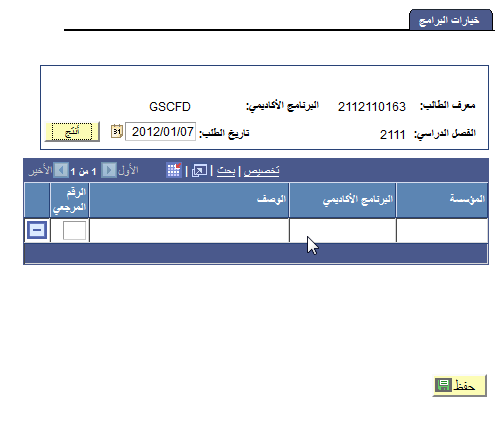 خيارات البرامج
معرف الطالب: 2112110163 البرنامج الأكاديمي: GSCFD
الفصل الدراسي: 2111 تاريخ الطلب: 2012/01/07 31 أنتج
تخصيص | بحث | | الأول 1 من 1 الأخير
المؤسسة البرنامج الأكاديمي الوصف الرقم المرجعي
حفظ